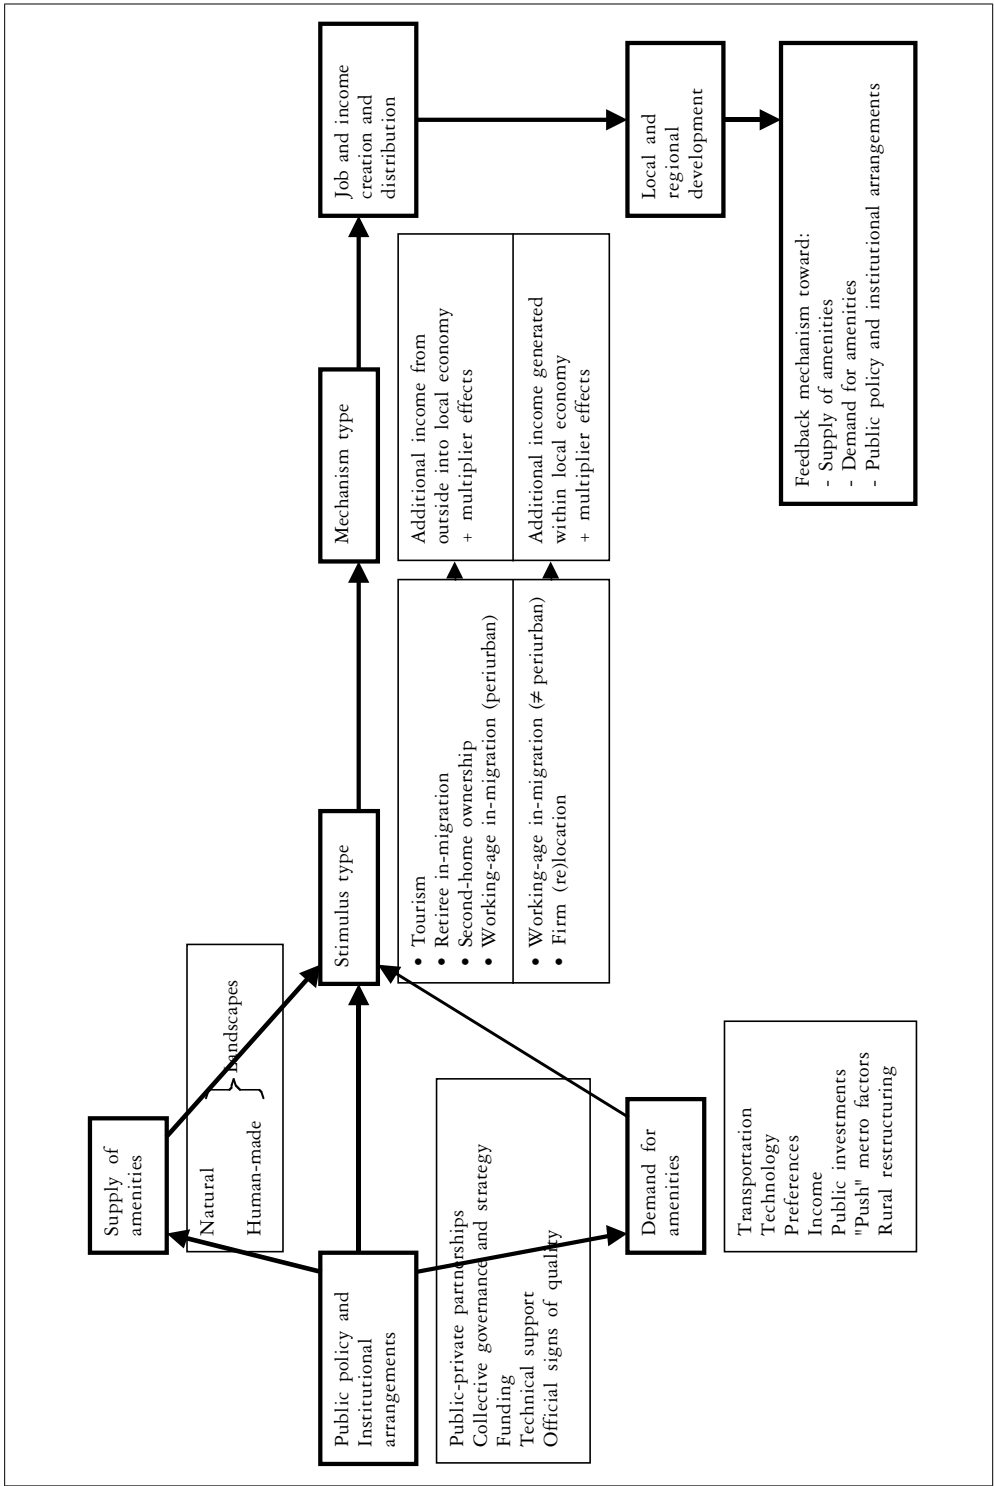 Supply of
amenities
Natural
Human-made
Landscapes
Public policy and
Institutional
arrangements
Public-private partnerships
Collective governance and strategy
Funding
Technical support
Official signs of quality
Demand for
amenities
Transportation
Technology
Preferences
Income
Public investments
"Push" metro factors
Rural restructuring
Stimulus type
• Tourism
• Retiree in-migration
• Second-home ownership
• Working-age in-migration (periurban)
• Working-age in-migration (≠ periurban)
• Firm (re)location
Mechanism type
Additional income from
outside into local economy
+ multiplier effects
Additional income generated
within local economy
+ multiplier effects
Job and income
creation and
distribution
Local and
regional
development
Feedback mechanism toward:
- Supply of amenities
- Demand for amenities
- Public policy and institutional arrangements